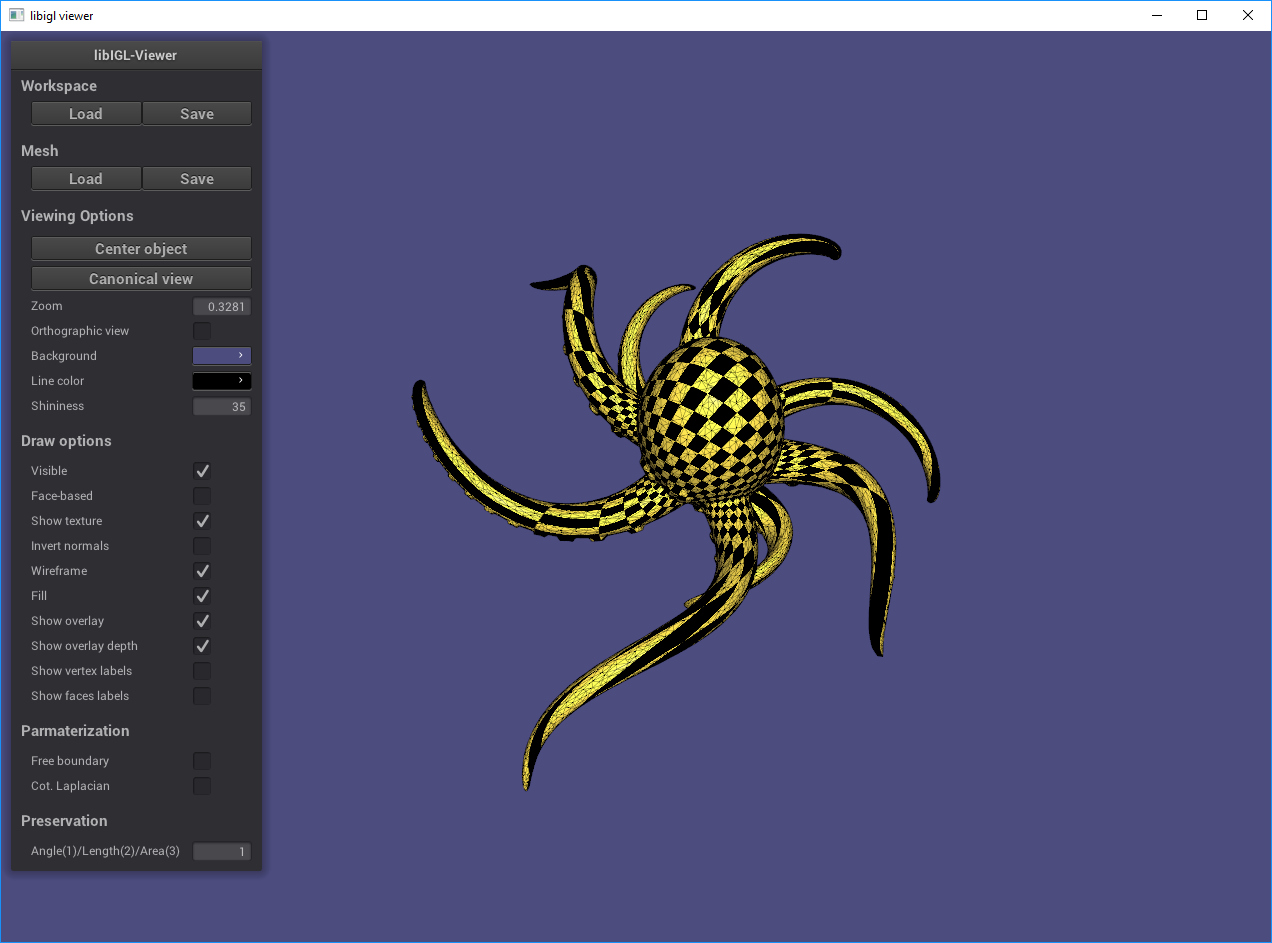 libigl viewer
libIGL-Viewer
Workspace
Load Save
Mesh
Load Save
Viewing Options
Center object
Canonical view
Zoom 0.3281
Orthographic view
Background
Line color
Shininess 35
Draw options
Visible
Face-based
Show texture
Invert normals
Wireframe
Fill
Show overlay
Show overlay depth
Show vertex labels
Show faces labels
Parmaterization
Free boundary
Cot. Laplacian
Preservation
Angle(1)/Length(2)/Area(3) 1